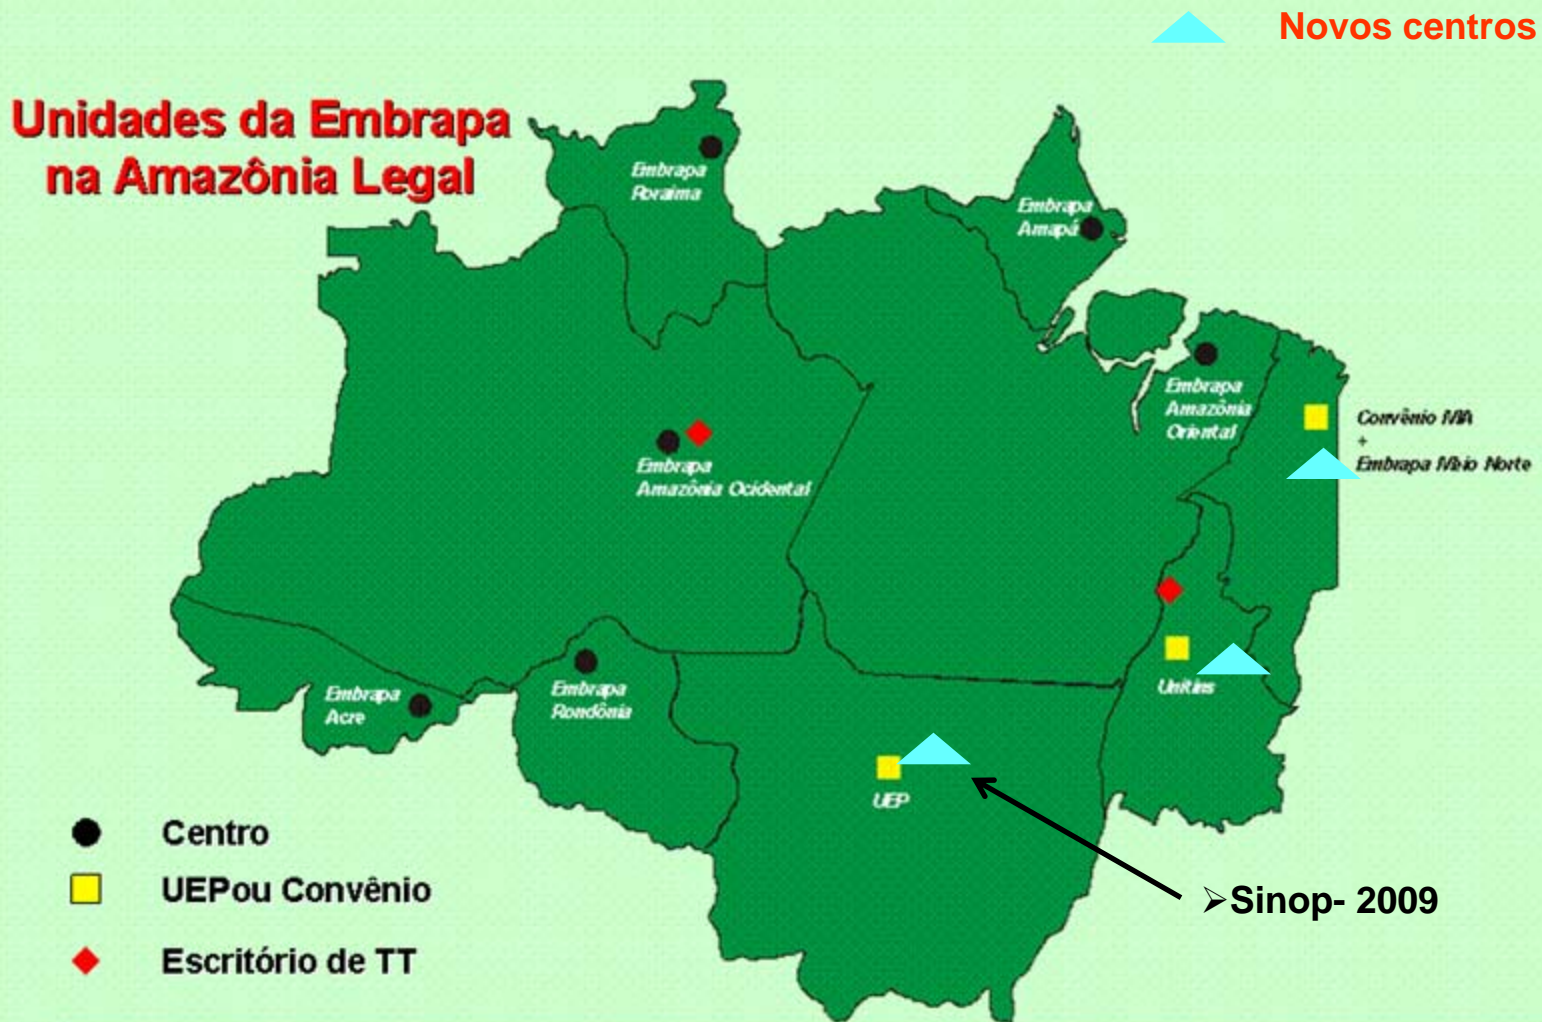 Novos centros
Unidades da Embrapa
na Amazônia Legal
Embrapa
Roraima
Embrapa
Amapá
Embrapa
Amazônia
Oriental
Convênio MA
+
Embrapa Meio Norte
Embrapa
Amazônia Ocidental
Embrapa
Acre
Embrapa
Rondônia
Unitins
UEP
Centro
UEPou Convênio
Escritório de TT
➢Sinop- 2009